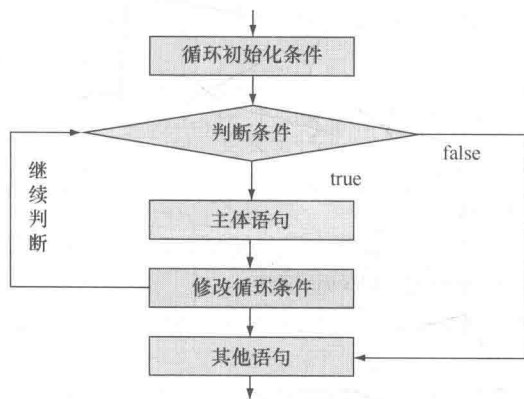 循环初始化条件
判断条件
false
true
继续判断
主体语句
修改循环条件
其他语句